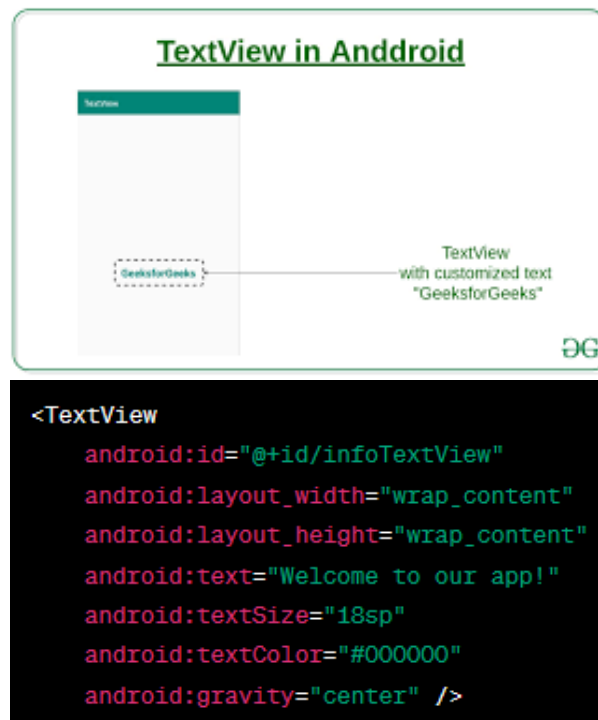 TextView in Anddroid
TextView
GeeksforGeeks
TextView
with customized text
"GeeksforGeeks"
<TextView
android:id="@+id/infoTextView"
android:layout_width="wrap_content"
android:layout_height="wrap_content"
android:text="Welcome to our app!"
android:textSize="18sp"
android:textColor="#000000"
android:gravity="center" />